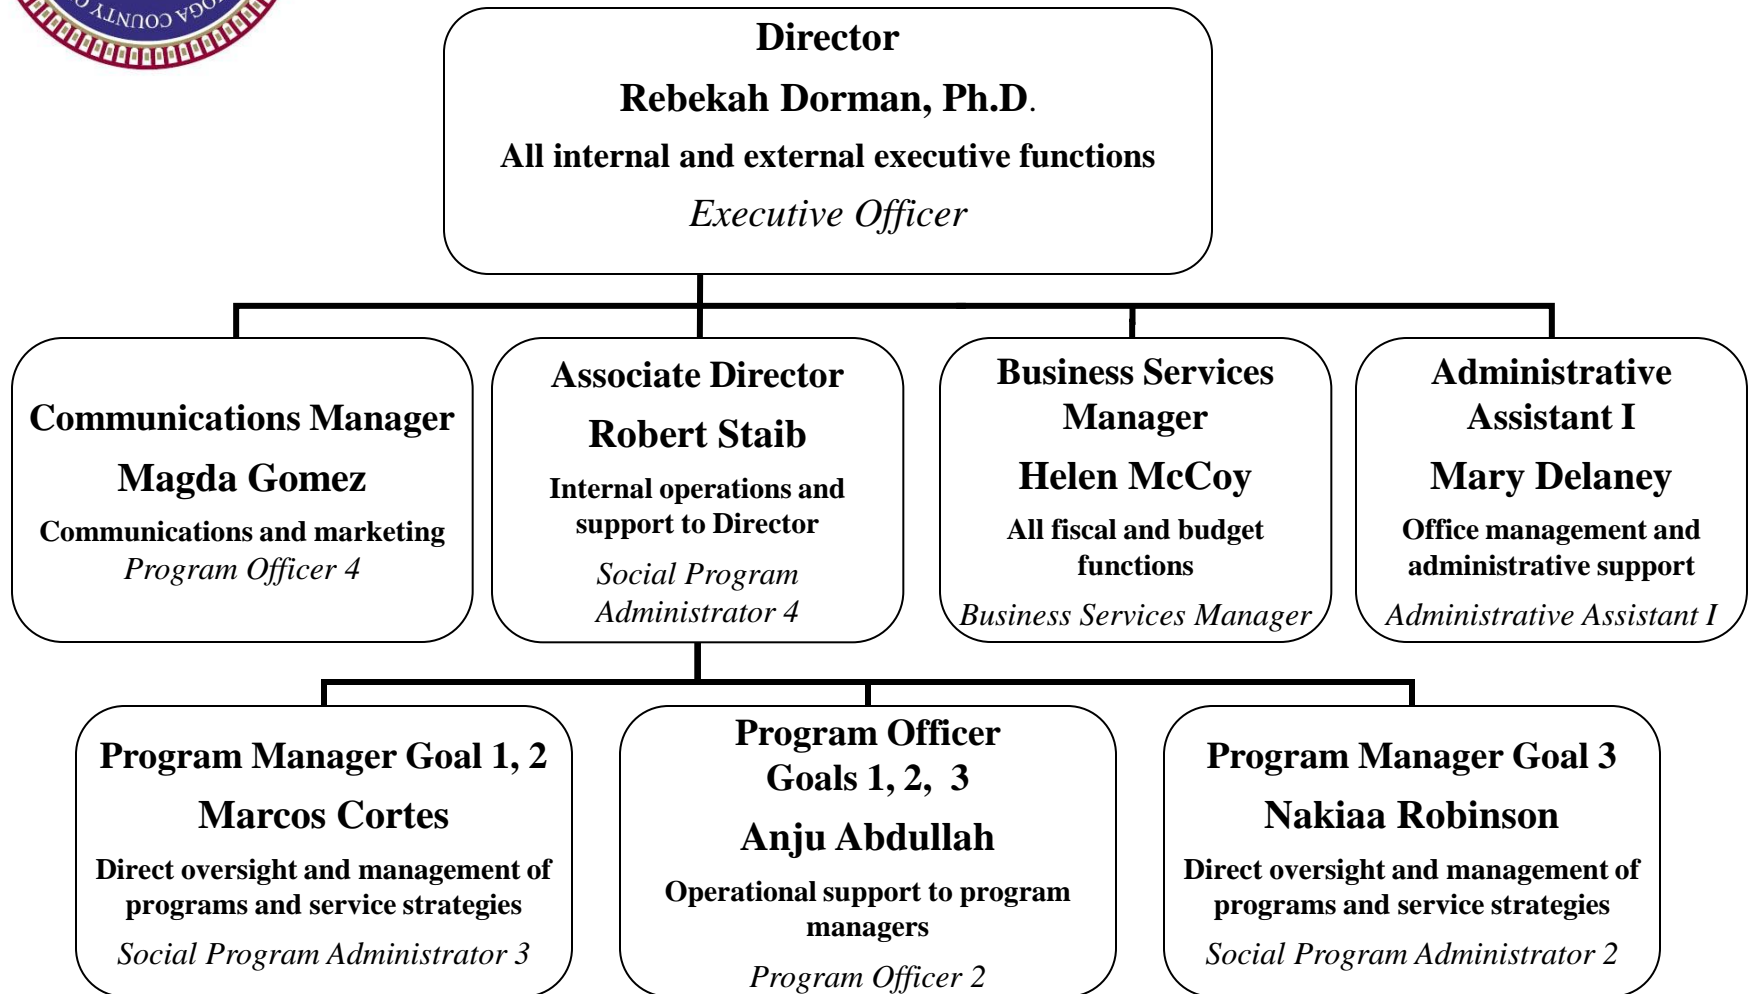 OGA COUNTY O
Director
Rebekah Dorman, Ph.D.
All internal and external executive functions
Executive Officer
Communications Manager
Magda Gomez
Communications and marketing
Program Officer 4
Associate Director
Robert Staib
Internal operations and
support to Director
Social Program
Administrator 4
Business Services
Manager
Helen McCoy
All fiscal and budget
functions
Business Services Manager
Administrative
Assistant I
Mary Delaney
Office management and
administrative support
Administrative Assistant I
Program Manager Goal 1, 2
Marcos Cortes
Direct oversight and management of
programs and service strategies
Social Program Administrator 3
Program Officer
Goals 1, 2,  3
Anju Abdullah
Operational support to program
managers
Program Officer 2
Program Manager Goal 3
Nakiaa Robinson
Direct oversight and management of
programs and service strategies
Social Program Administrator 2